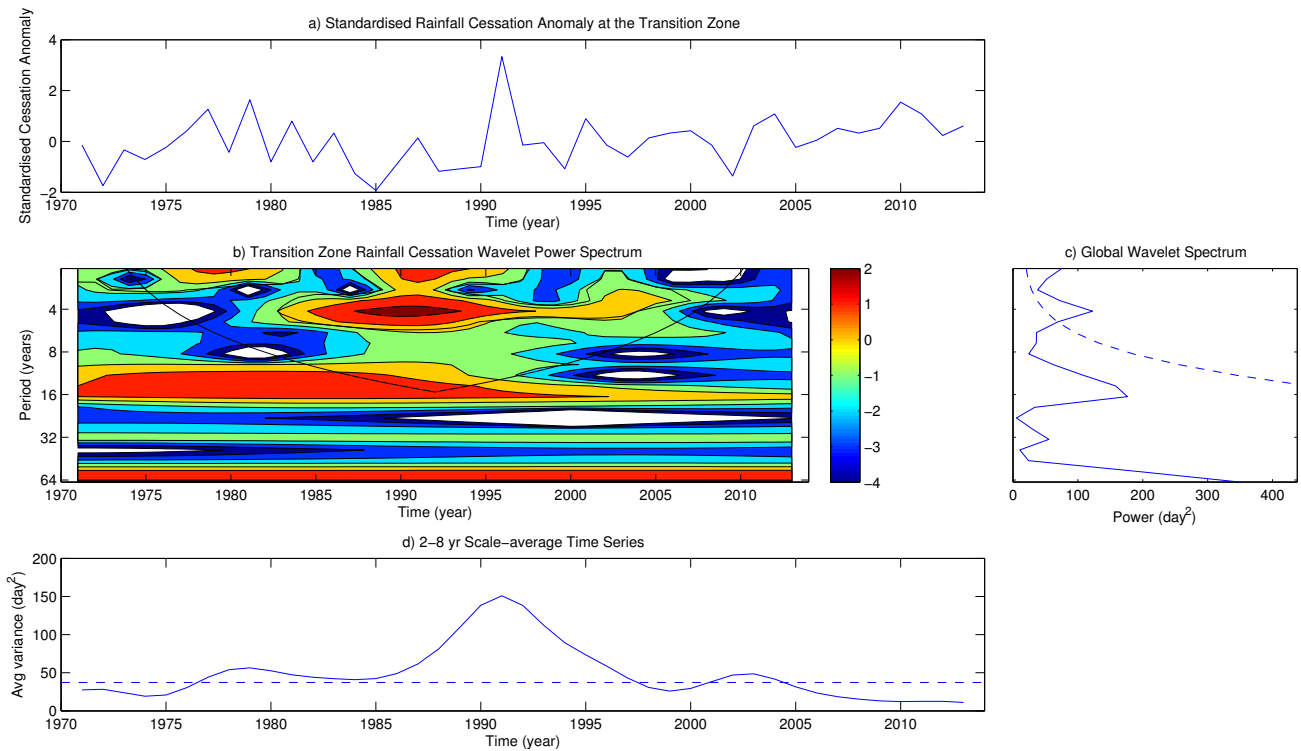 a) Standardised Rainfall Cessation Anomaly at the Transition Zone
Standardised Cessation Anomaly
4
2
0
−2
1970 1975 1980 1985 1990 1995 2000 2005 2010
Time (year)
b) Transition Zone Rainfall Cessation Wavelet Power Spectrum
Period (years)
4
8
16
32
64
1970 1975 1980 1985 1990 1995 2000 2005 2010
Time (year)
2
1
0
−1
−2
−3
−4
c) Global Wavelet Spectrum
0 100 200 300 400
Power (day²)
d) 2−8 yr Scale−average Time Series
Avg variance (day²)
200
150
100
50
0
1970 1975 1980 1985 1990 1995 2000 2005 2010
Time (year)